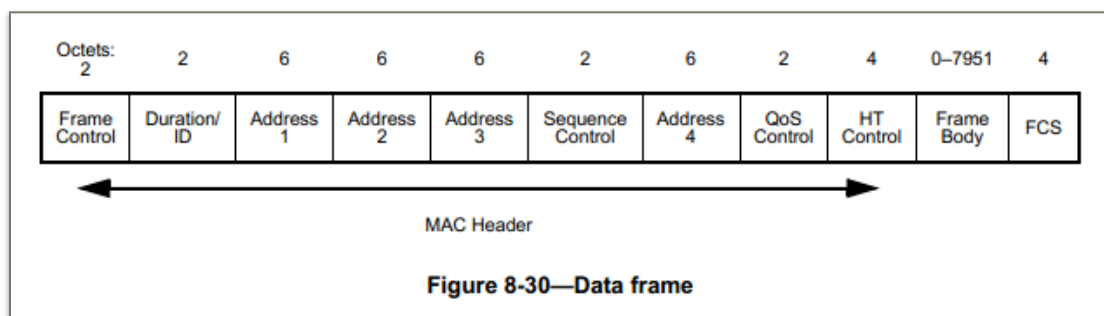 Octets:
2 2 6 6 6 2 6 2 4 0–7951 4
Frame Duration/ Address Address Address Sequence Address QoS HT Frame FCS
Control ID 1 2 3 Control 4 Control Control Body
MAC Header
Figure 8-30—Data frame